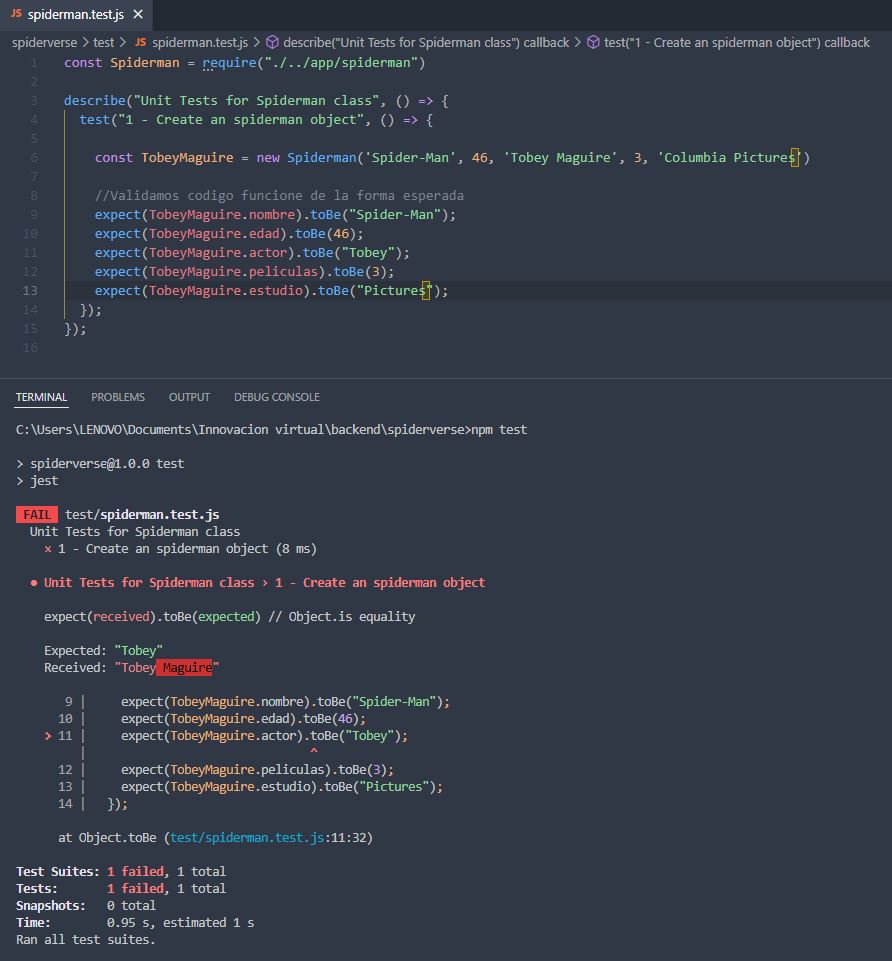 JS spiderman.test.js ×
spiderverse > test > JS spiderman.test.js > describe("Unit Tests for Spiderman class") callback > test("1 - Create an spiderman object") callback
1 const Spiderman = require("./../app/spiderman")
2
3 describe("Unit Tests for Spiderman class", () => {
4   test("1 - Create an spiderman object", () => {
5
6     const TobeyMaguire = new Spiderman('Spider-Man', 46, 'Tobey Maguire', 3, 'Columbia Pictures')
7
8     //Validamos codigo funcione de la forma esperada
9     expect(TobeyMaguire.nombre).toBe("Spider-Man");
10     expect(TobeyMaguire.edad).toBe(46);
11     expect(TobeyMaguire.actor).toBe("Tobey");
12     expect(TobeyMaguire.peliculas).toBe(3);
13     expect(TobeyMaguire.estudio).toBe("Pictures");
14   });
15 });
16
TERMINAL PROBLEMS OUTPUT DEBUG CONSOLE
C:\Users\LENOVO\Documents\Innovacion virtual\backend\spiderverse>npm test
> spiderverse@1.0.0 test
> jest
FAIL test/spiderman.test.js
Unit Tests for Spiderman class
× 1 - Create an spiderman object (8 ms)
● Unit Tests for Spiderman class › 1 - Create an spiderman object
expect(received).toBe(expected) // Object.is equality
Expected: "Tobey"
Received: "Tobey Maguire"
9 |     expect(TobeyMaguire.nombre).toBe("Spider-Man");
10 |     expect(TobeyMaguire.edad).toBe(46);
> 11 |     expect(TobeyMaguire.actor).toBe("Tobey");
|                                ^
12 |     expect(TobeyMaguire.peliculas).toBe(3);
13 |     expect(TobeyMaguire.estudio).toBe("Pictures");
14 |   });
at Object.toBe (test/spiderman.test.js:11:32)
Test Suites: 1 failed, 1 total
Tests: 1 failed, 1 total
Snapshots: 0 total
Time: 0.95 s, estimated 1 s
Ran all test suites.